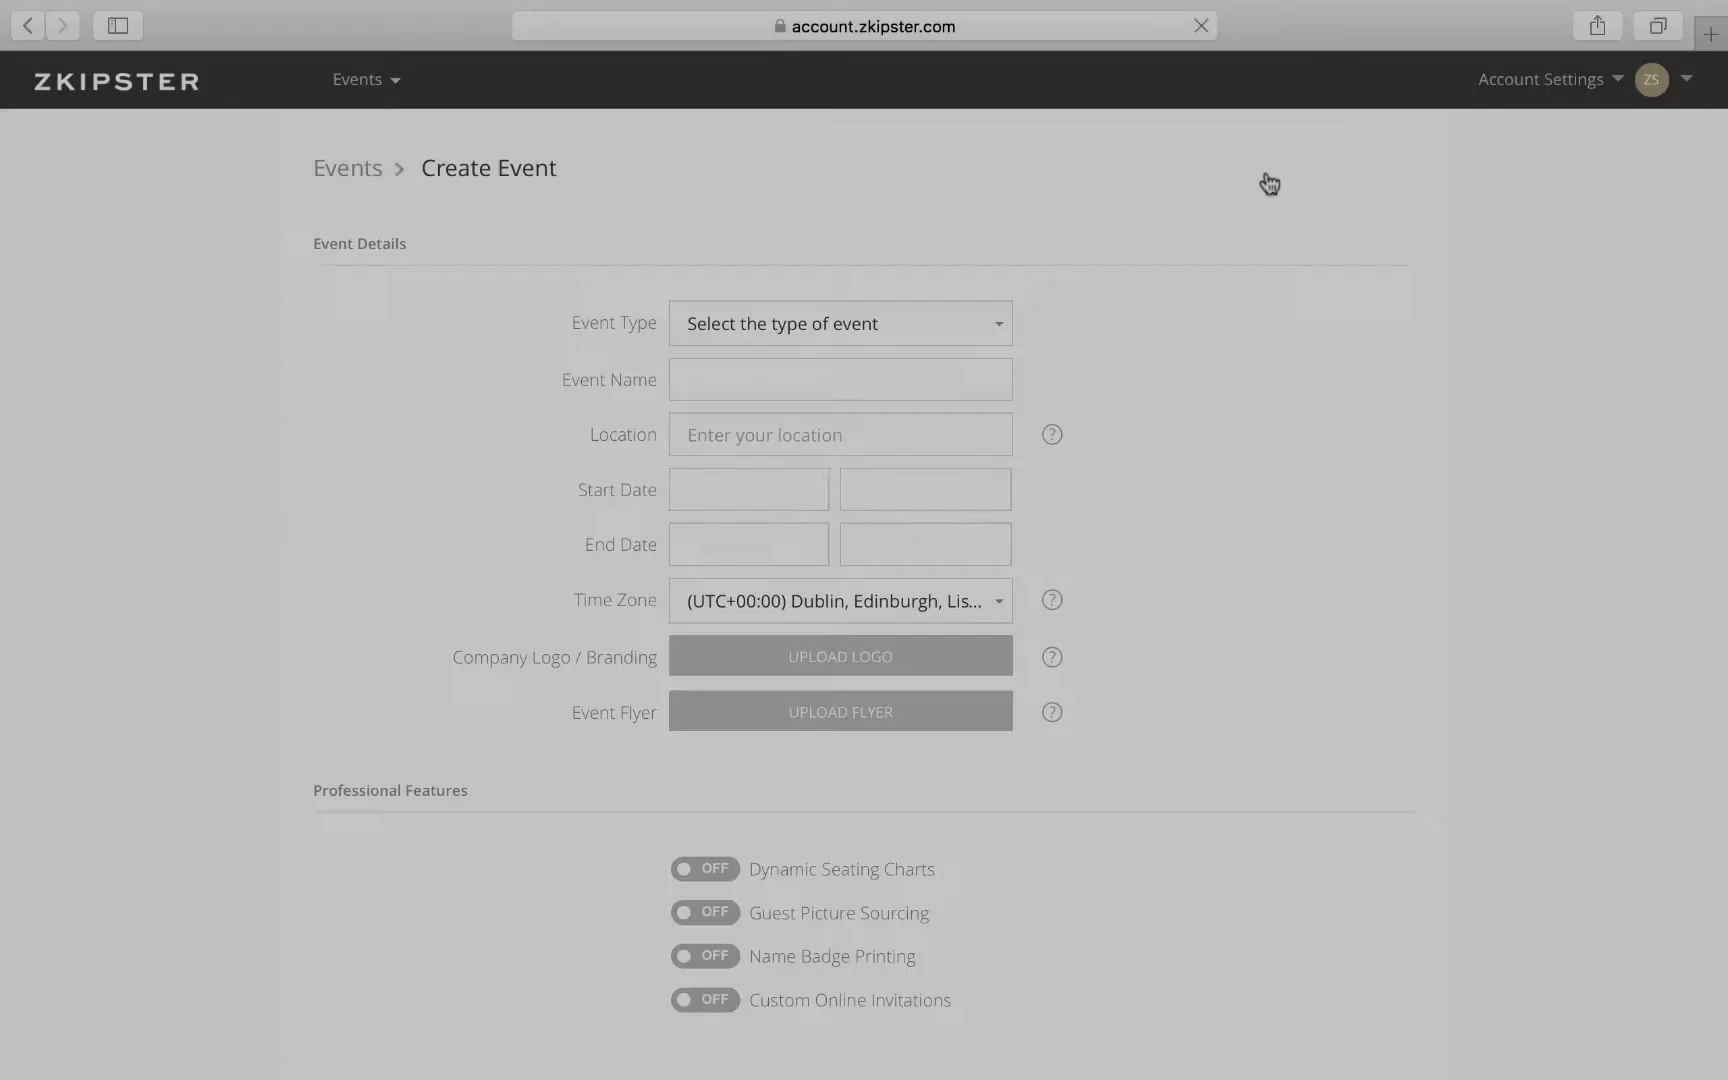 account.zkipster.com
ZKIPSTER
Events
Account Settings
ZS
Events > Create Event
Event Details
Event Type
Select the type of event
Event Name
Location
Enter your location
?
Start Date
End Date
Time Zone
(UTC+00:00) Dublin, Edinburgh, Lis...
?
Company Logo / Branding
UPLOAD LOGO
?
Event Flyer
UPLOAD FLYER
?
Professional Features
OFF Dynamic Seating Charts
OFF Guest Picture Sourcing
OFF Name Badge Printing
OFF Custom Online Invitations